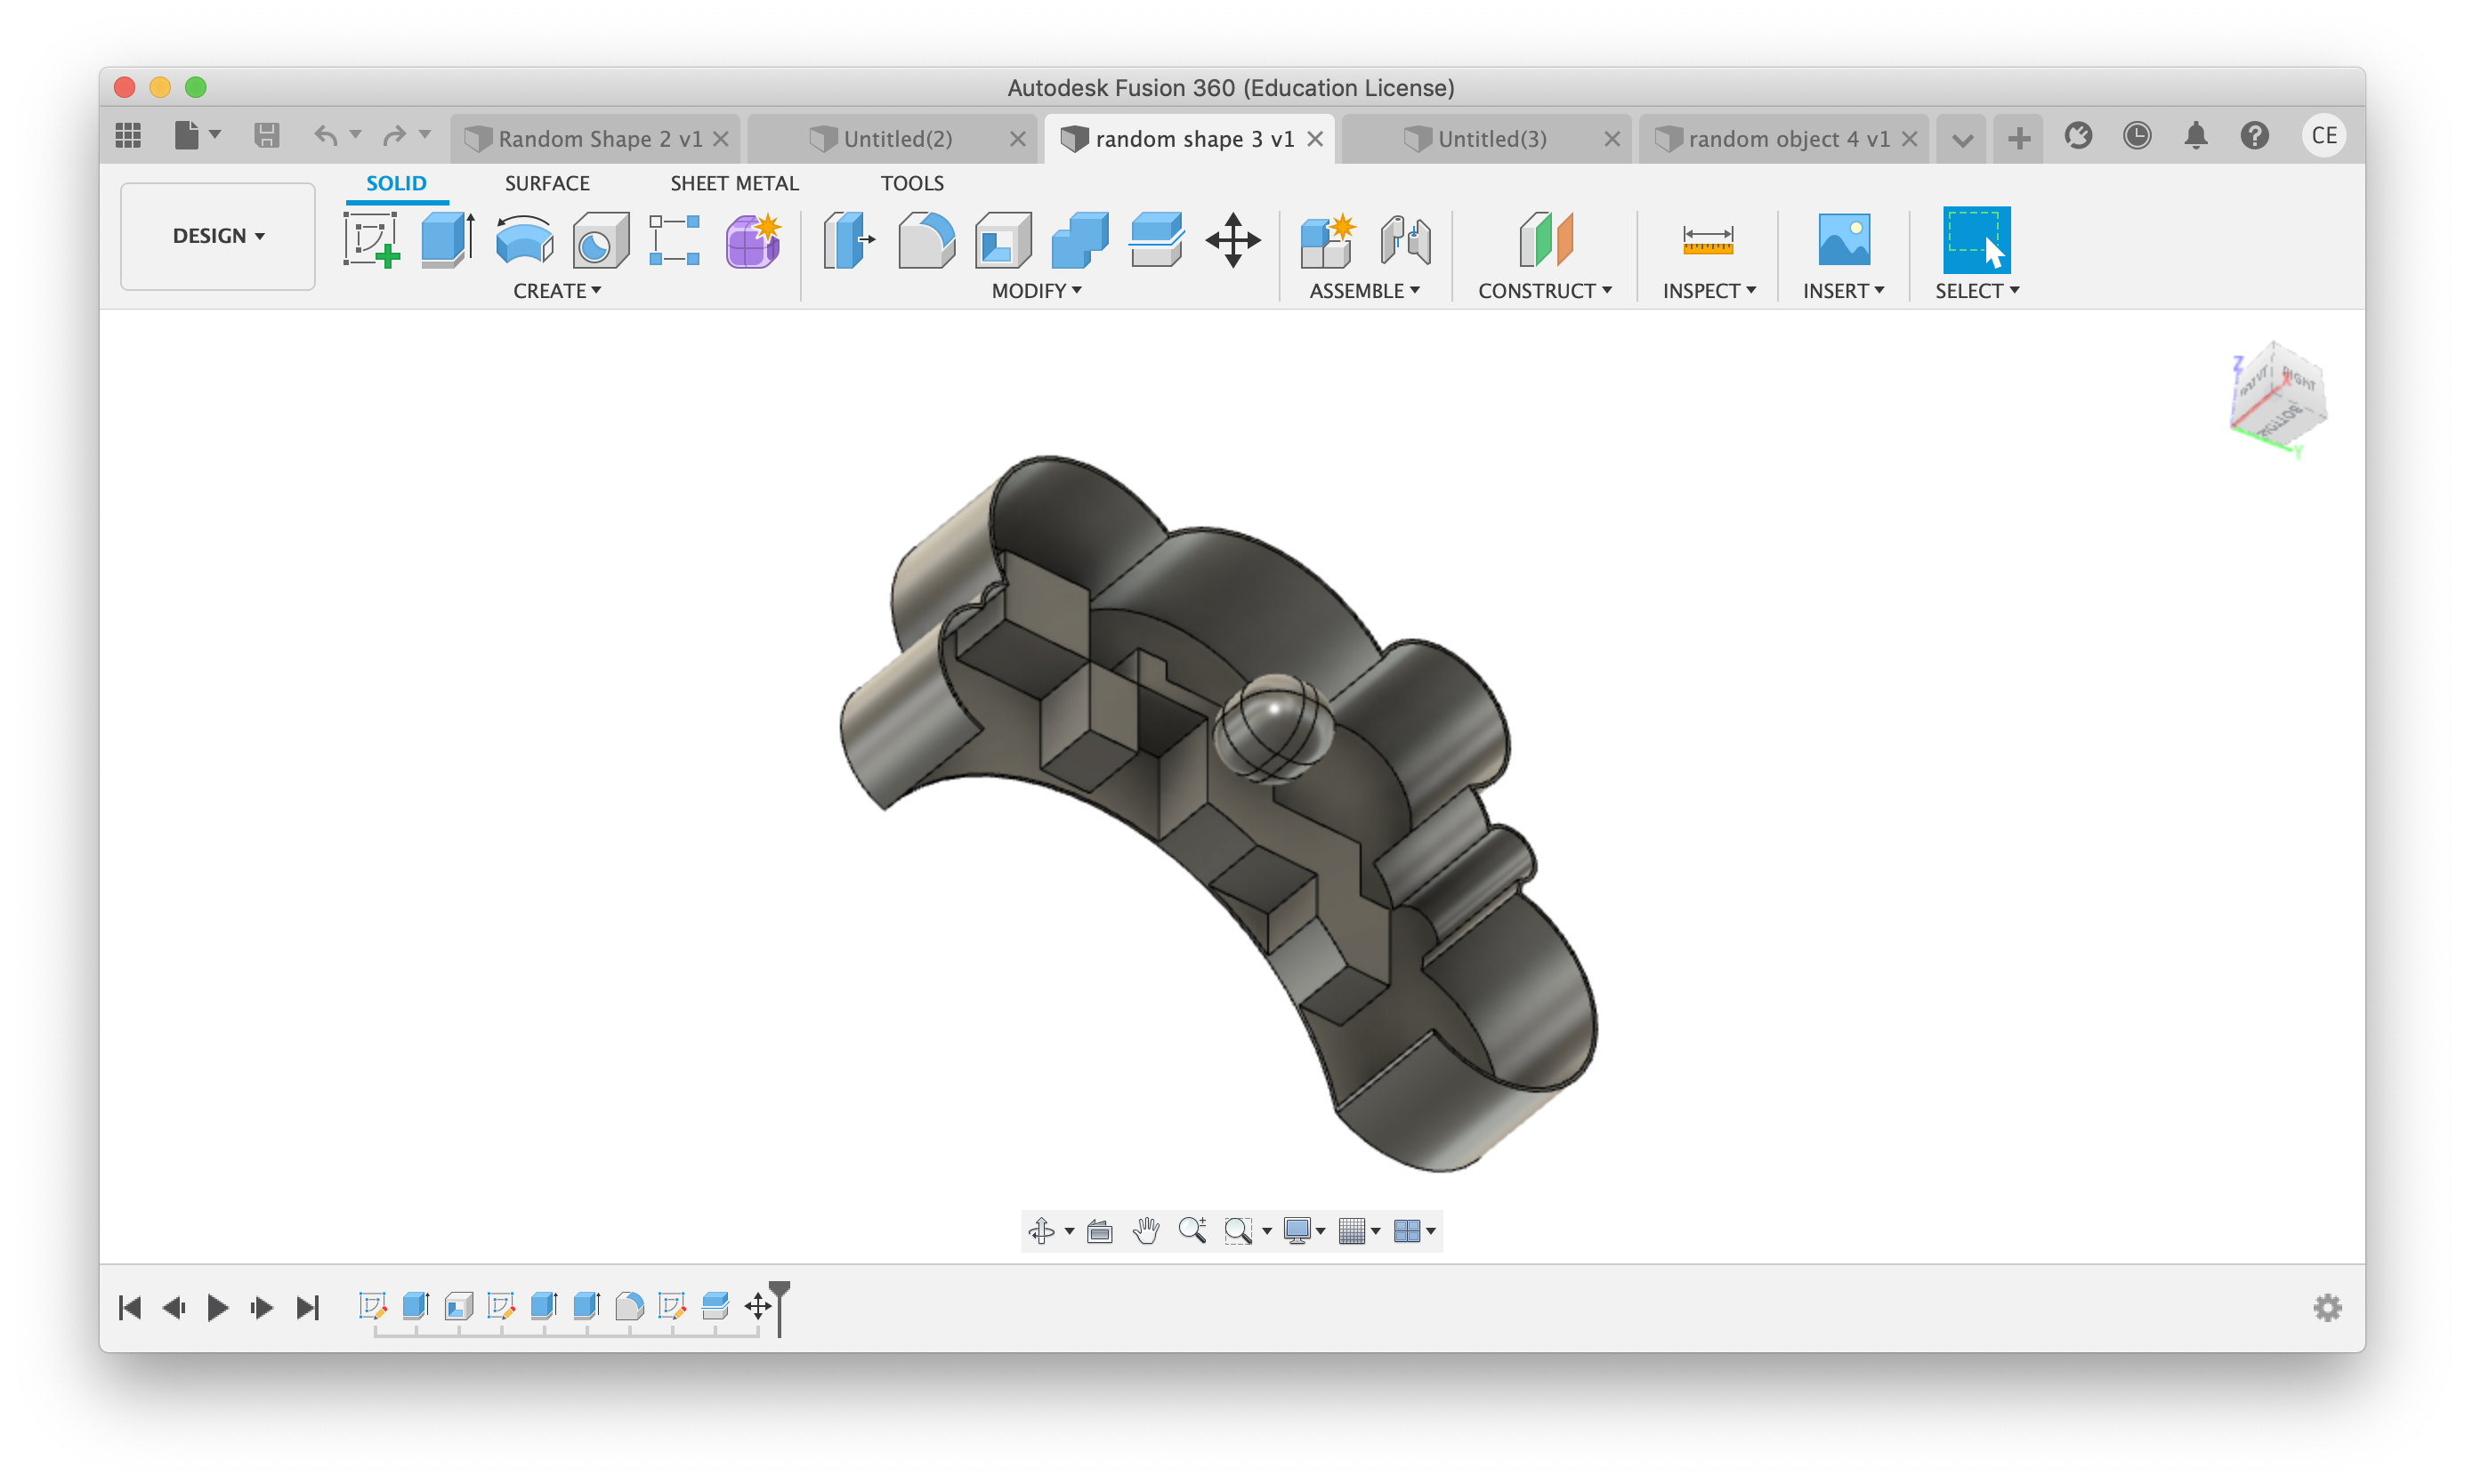 Autodesk Fusion 360 (Education License)
Random Shape 2 v1
Untitled(2)
random shape 3 v1
Untitled(3)
random object 4 v1
CE
DESIGN
SOLID
SURFACE
SHEET METAL
TOOLS
CREATE
MODIFY
ASSEMBLE
CONSTRUCT
INSPECT
INSERT
SELECT
Z
X
RIGHT
BOTTOM
Y